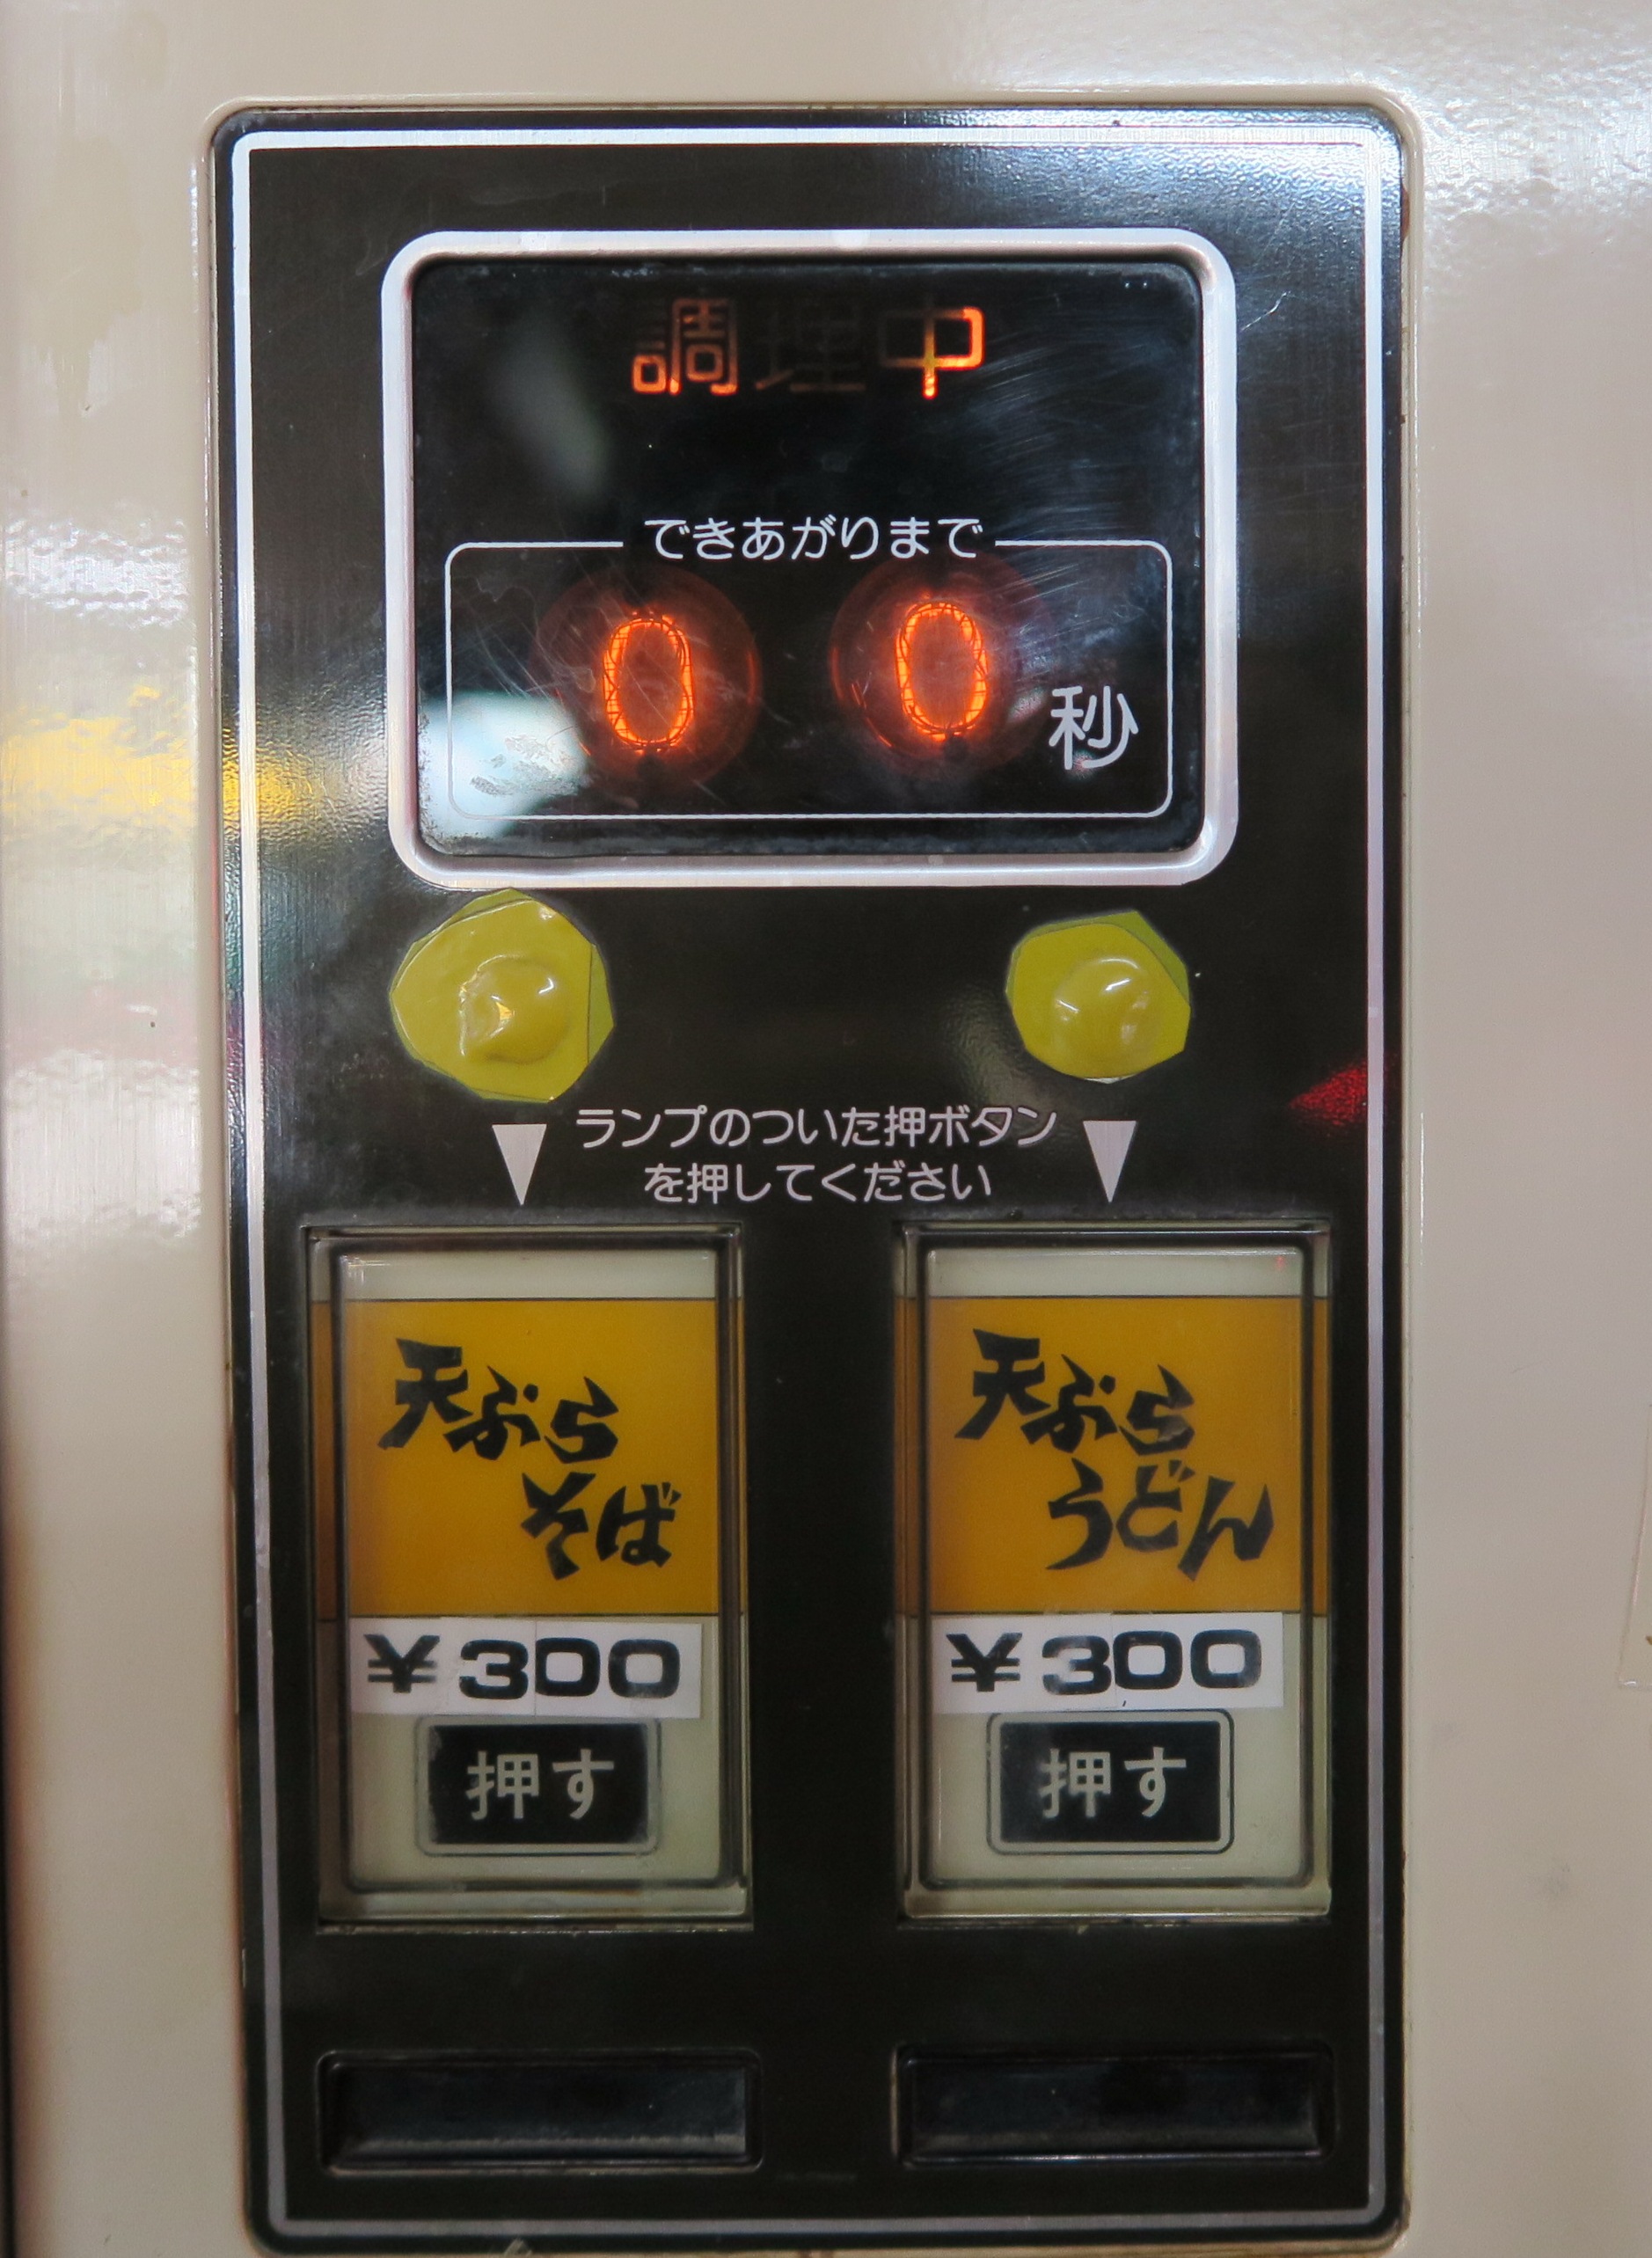 調理中
できあがりまで
00秒
ランプのついた押ボタン
を押してください
天ぷら
そば
¥300
押す
天ぷら
うどん
¥300
押す